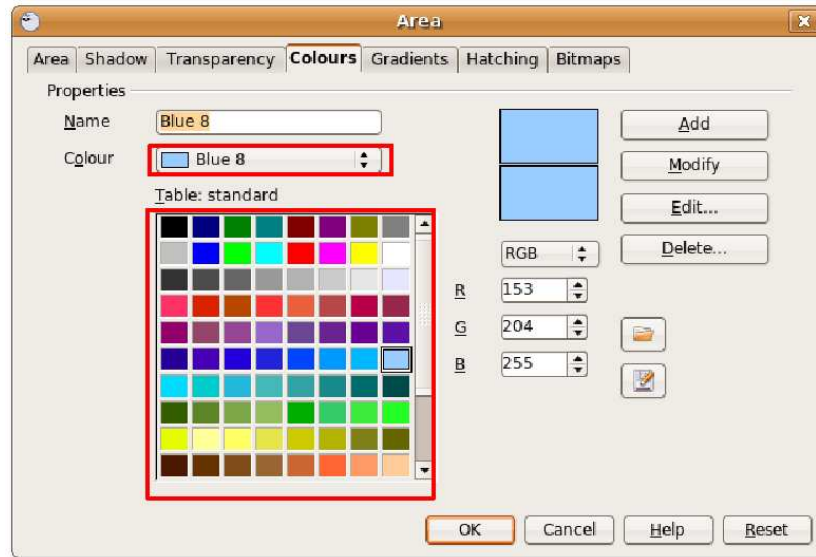 Area
Area Shadow Transparency Colours Gradients Hatching Bitmaps
Properties
Name Blue 8 Add
Colour Blue 8 Modify
Table: standard Edit...
RGB Delete...
R 153
G 204
B 255
OK Cancel Help Reset